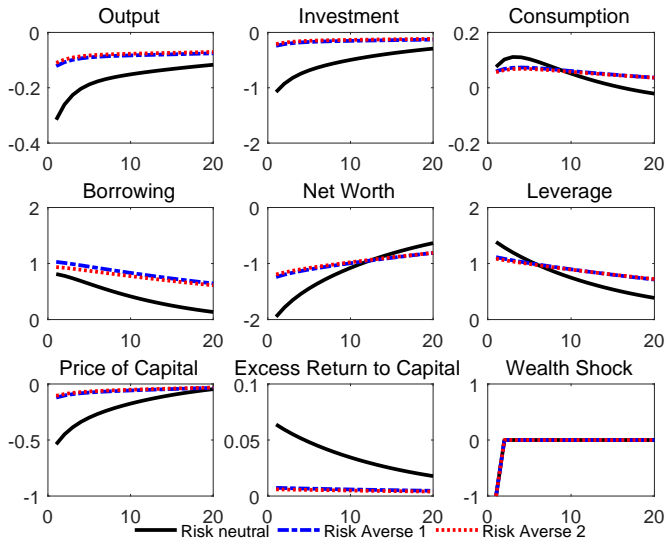 Output Investment Consumption
0 0 0.2
-0.2 -1 0
-0.4 -2 -0.2
0 10 20 0 10 20 0 10 20
Borrowing Net Worth Leverage
2 0 2
1 -1 1
0 -2 0
0 10 20 0 10 20 0 10 20
Price of Capital Excess Return to Capital Wealth Shock
0 0.1 1
-0.5 0.05 0
-1 0 -1
0 10 20 0 10 20 0 10 20
Risk neutral Risk Averse 1 Risk Averse 2